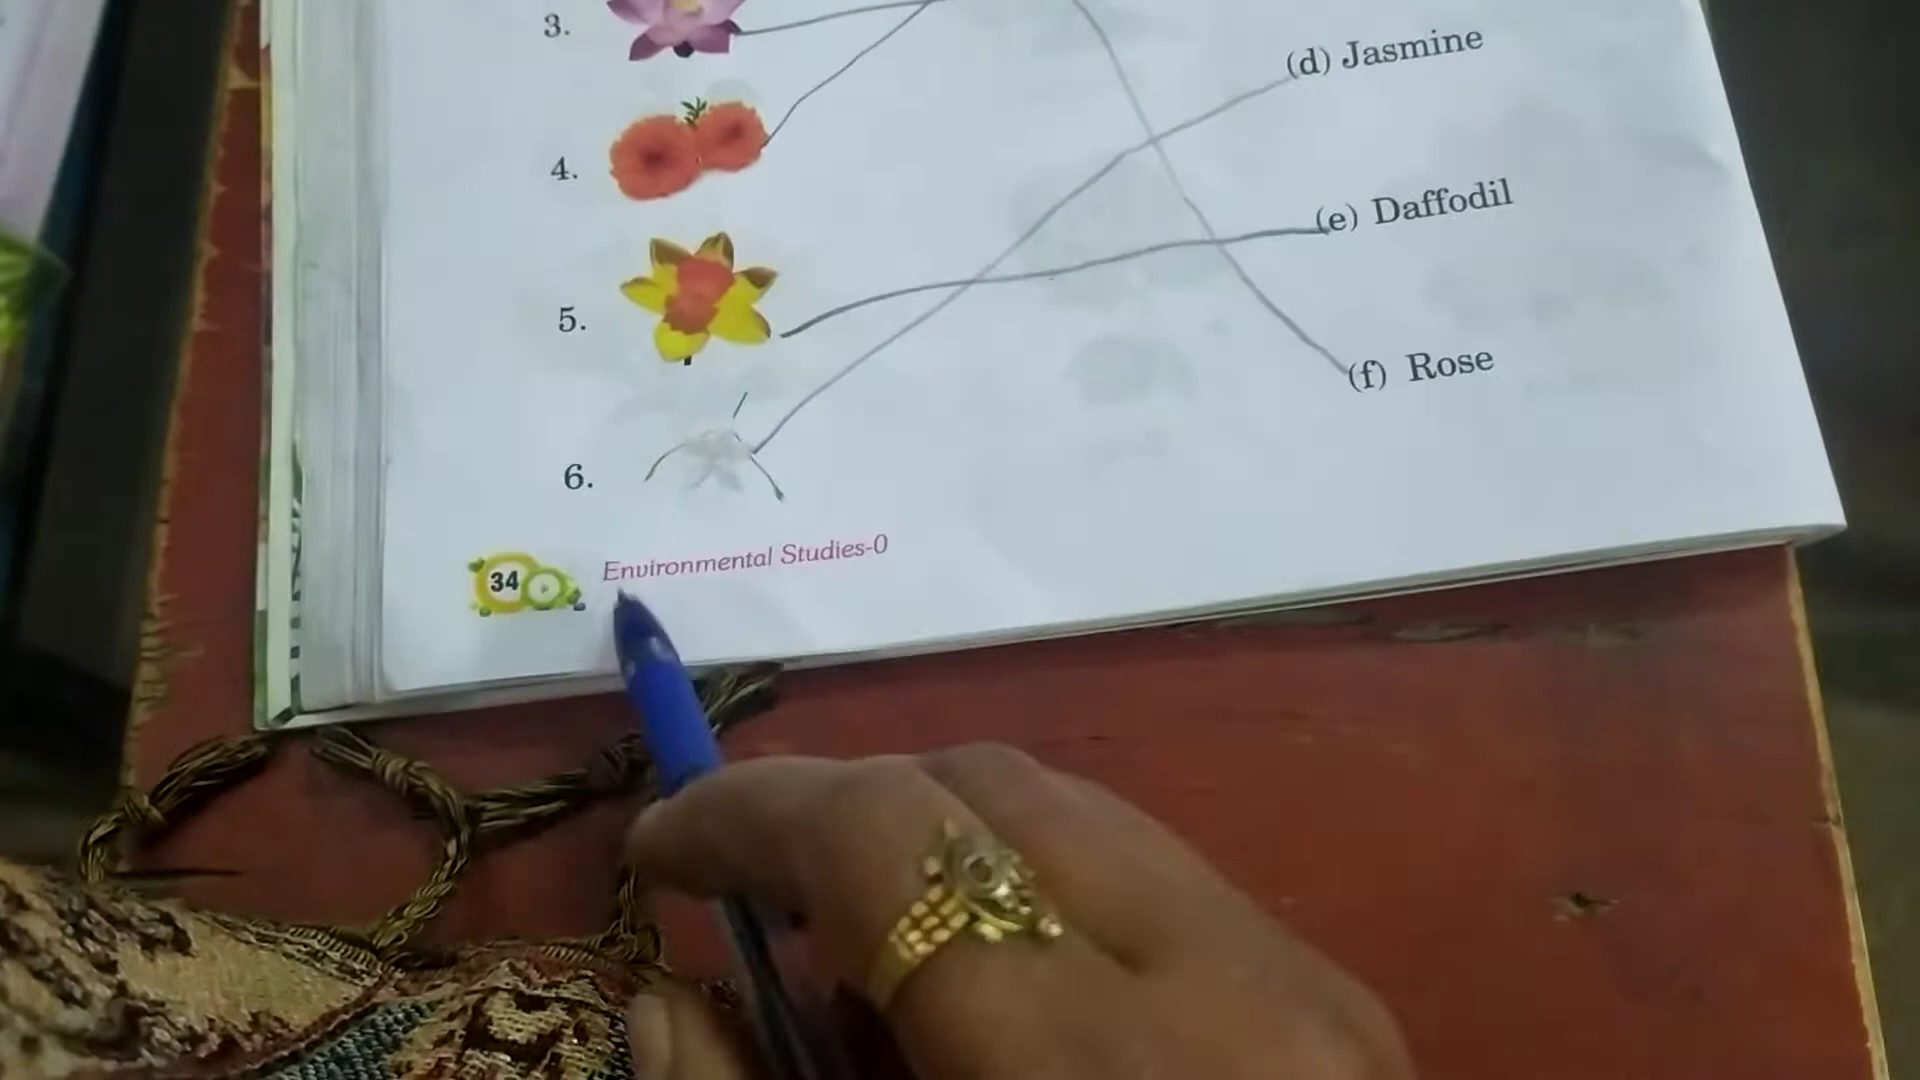 3.
(d) Jasmine
4.
(e) Daffodil
5.
(f) Rose
6.
34 Environmental Studies-0